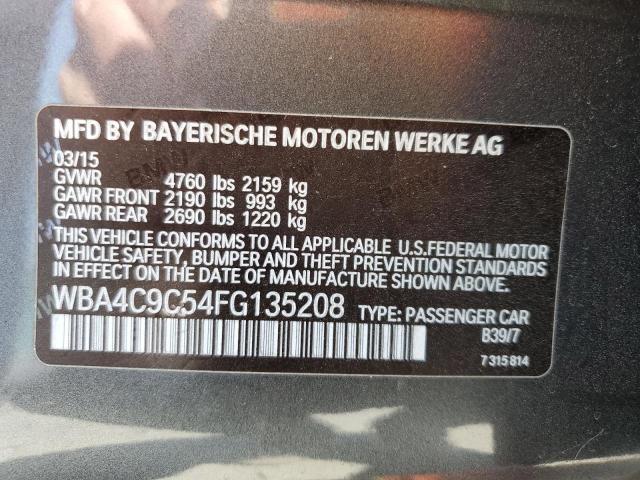 MFD BY BAYERISCHE MOTOREN WERKE AG
03/15
GVWR 4760 lbs 2159 kg
GAWR FRONT 2190 lbs 993 kg
GAWR REAR 2690 lbs 1220 kg
THIS VEHICLE CONFORMS TO ALL APPLICABLE U.S.FEDERAL MOTOR
VEHICLE SAFETY, BUMPER AND THEFT PREVENTION STANDARDS
IN EFFECT ON THE DATE OF MANUFACTURE SHOWN ABOVE.
WBA4C9C54FG135208 TYPE: PASSENGER CAR
B39/7
7 315 814